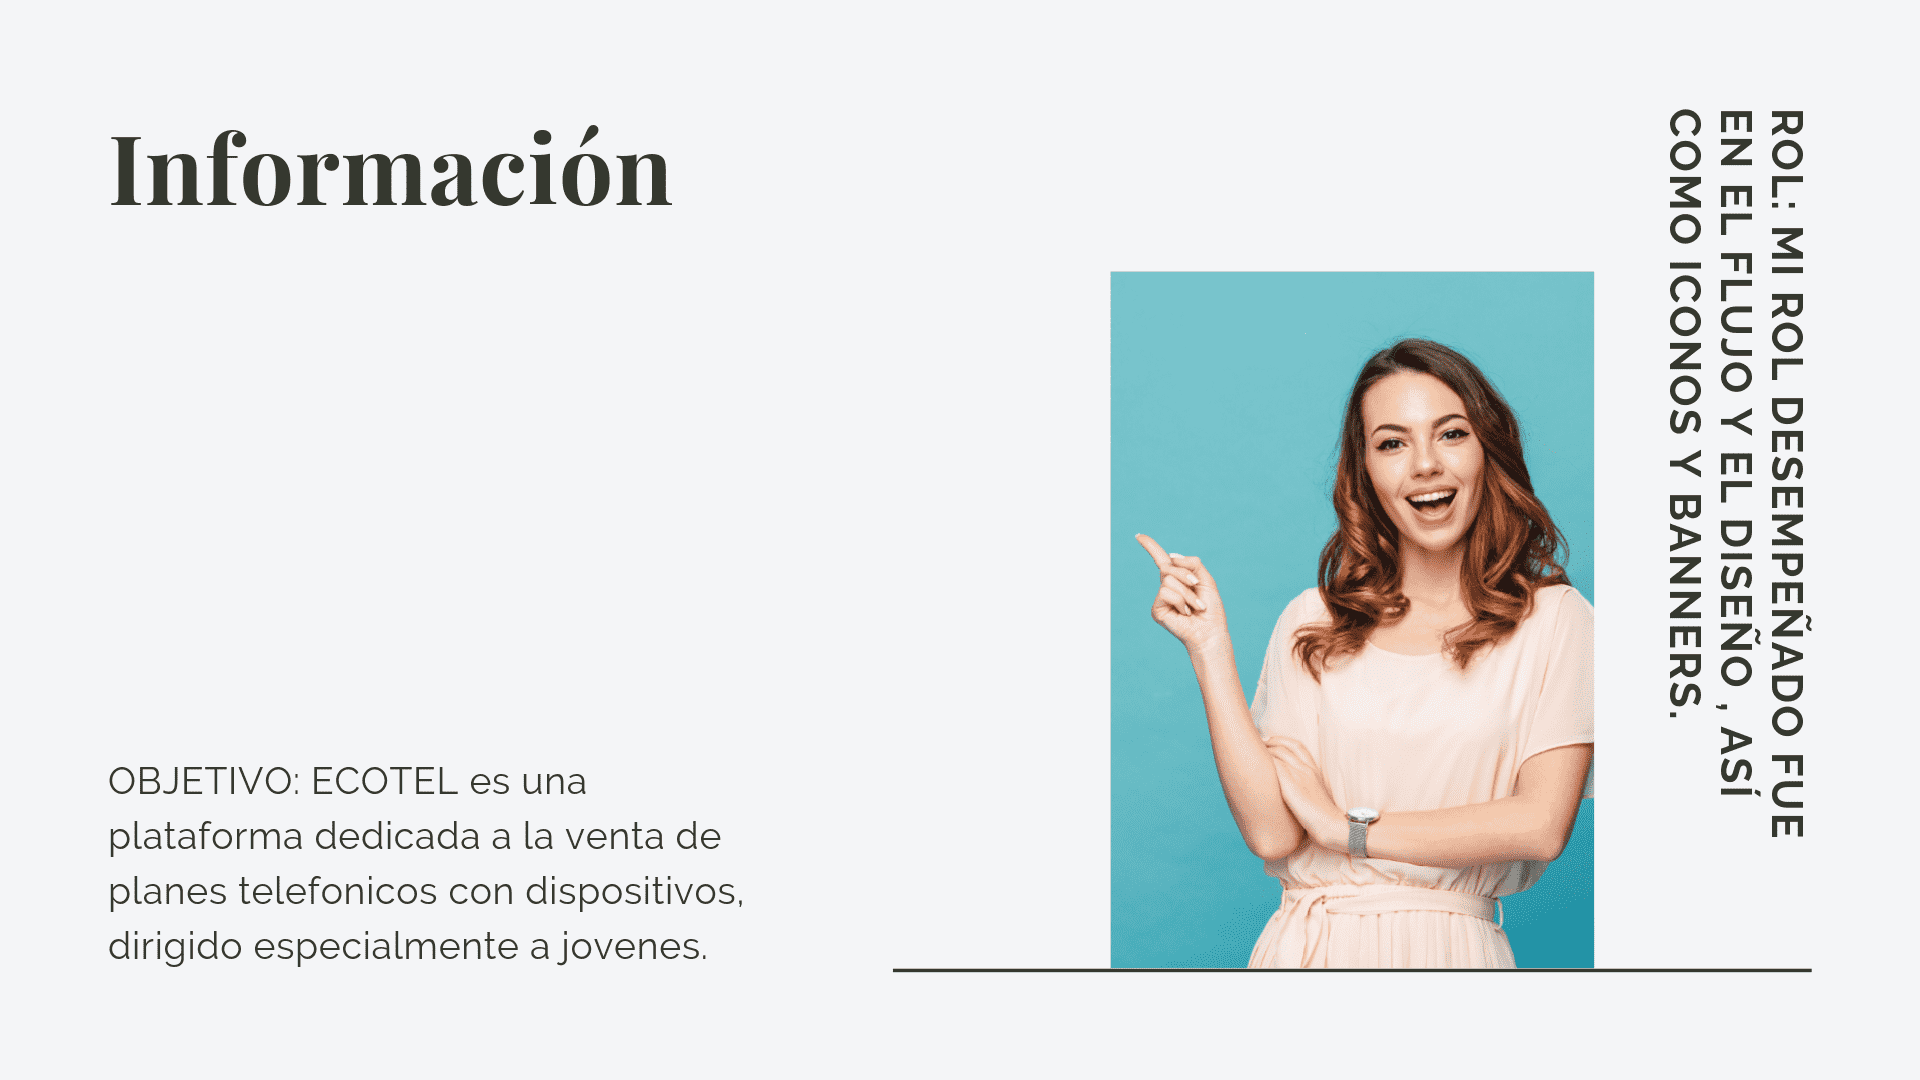 Información
OBJETIVO: ECOTEL es una
plataforma dedicada a la venta de
planes telefonicos con dispositivos,
dirigido especialmente a jovenes.
ROL: MI ROL DESEMPEÑADO FUE
EN EL FLUJO Y EL DISEÑO , ASÍ
COMO ICONOS Y BANNERS.